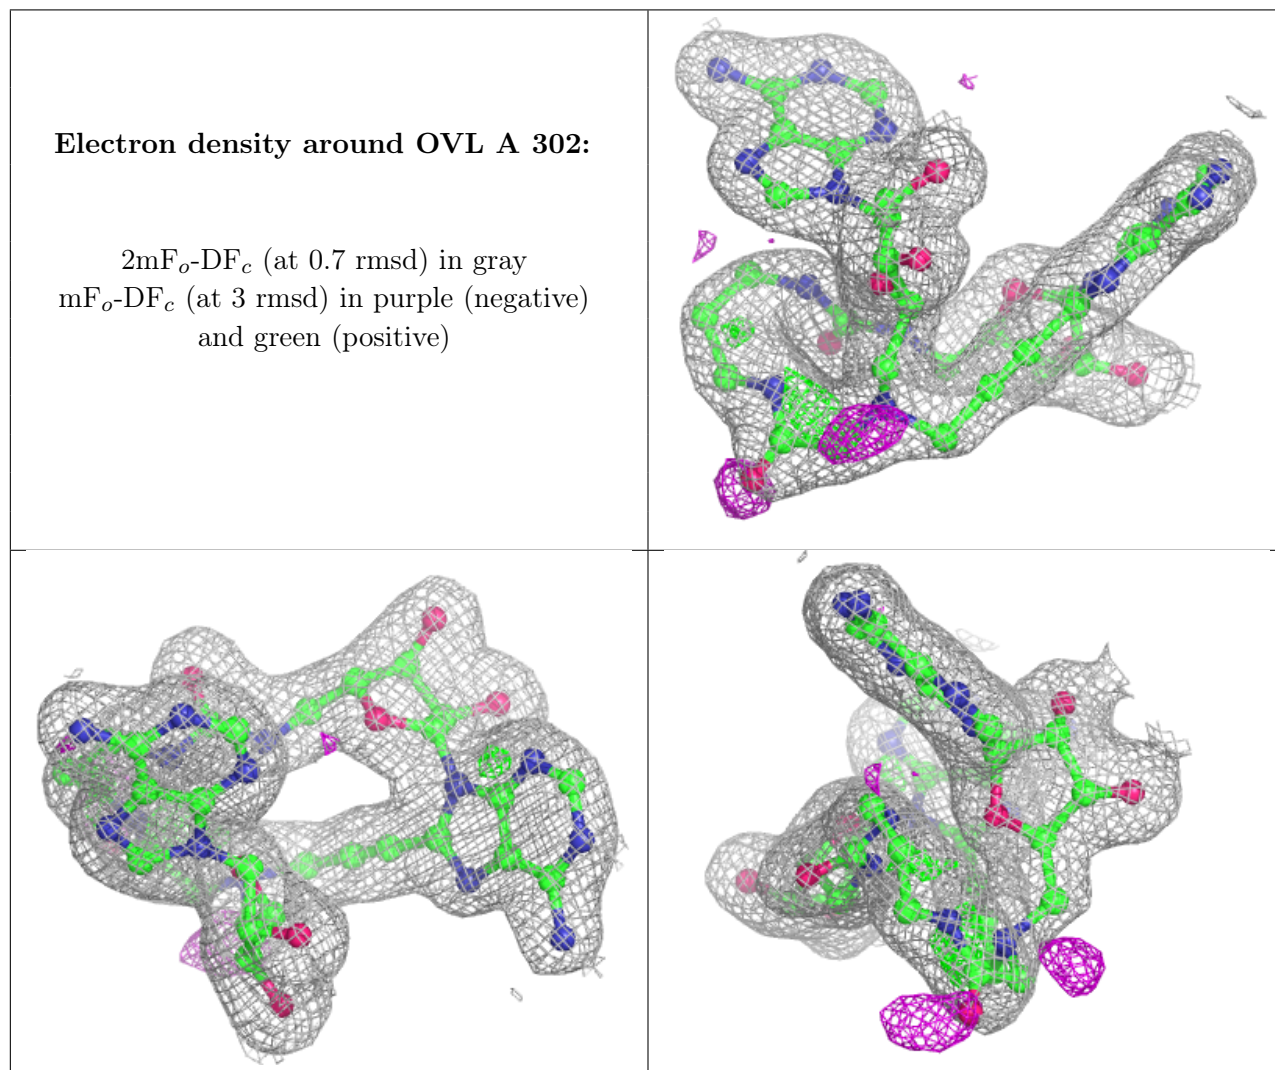 Electron density around OVL A 302:
2mFₒ-DF𝒸 (at 0.7 rmsd) in gray
mFₒ-DF𝒸 (at 3 rmsd) in purple (negative)
and green (positive)